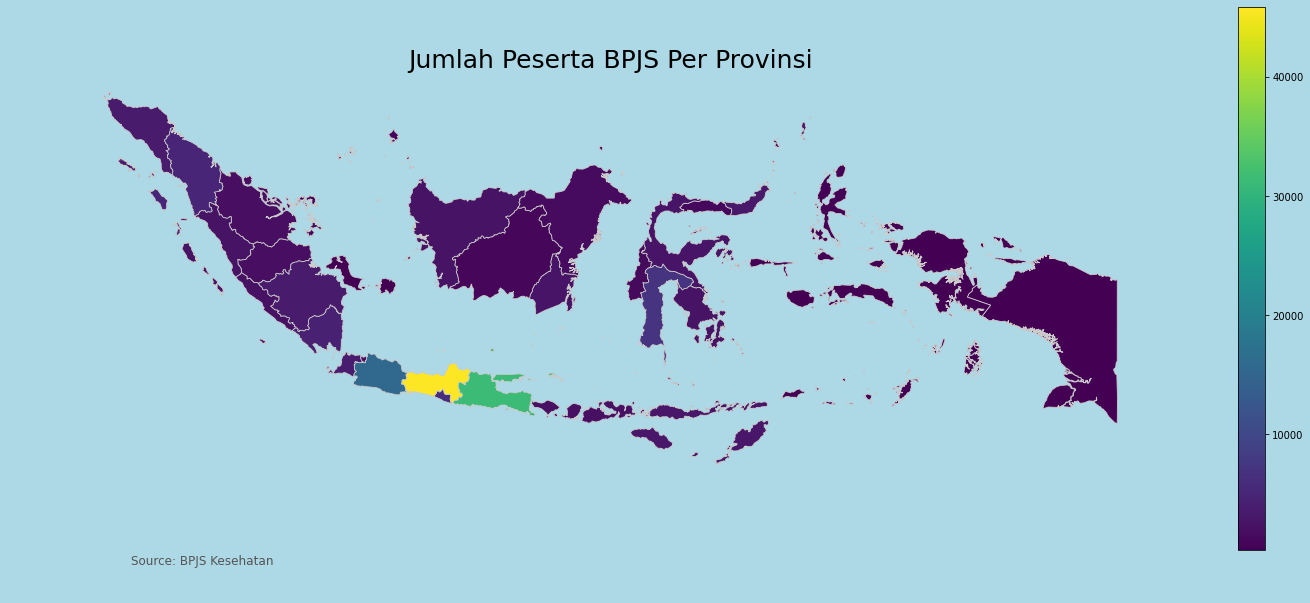 Jumlah Peserta BPJS Per Provinsi
40000
30000
20000
10000
Source: BPJS Kesehatan